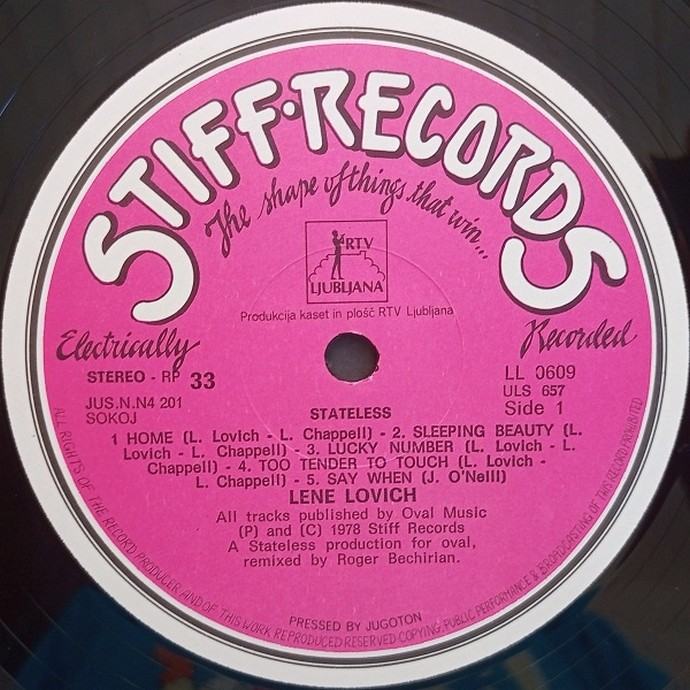 STIFF·RECORDS
The shape of things that win...
RTV
LJUBLJANA
Produkcija kaset in plošč RTV Ljubljana
Electrically
Recorded
STEREO - RP 33
LL 0609
ULS 657
JUS.N.N4 201
SOKOJ
Side 1
STATELESS
1 HOME (L. Lovich - L. Chappell) - 2. SLEEPING BEAUTY (L.
Lovich - L. Chappell) - 3. LUCKY NUMBER (L. Lovich - L.
Chappell) - 4. TOO TENDER TO TOUCH (L. Lovich -
L. Chappell) - 5. SAY WHEN (J. O'Neill)
LENE LOVICH
All tracks published by Oval Music
(P) and (C) 1978 Stiff Records
A Stateless production for oval,
remixed by Roger Bechirian.
PRESSED BY JUGOTON
ALL RIGHTS OF THE RECORD PRODUCER AND OF THIS WORK REPRODUCED RESERVED COPYING, PUBLIC PERFORMANCE & BROADCASTING OF THIS RECORD PROHIBITED